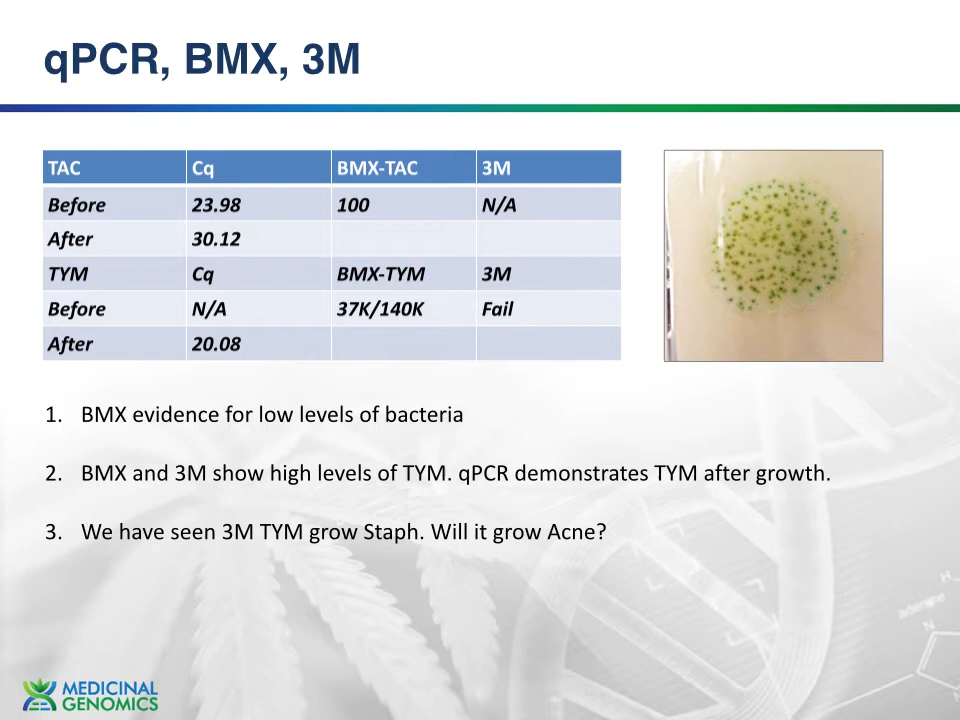 qPCR, BMX, 3M
TAC Cq BMX-TAC 3M
Before 23.98 100 N/A
After 30.12
TYM Cq BMX-TYM 3M
Before N/A 37K/140K Fail
After 20.08
1. BMX evidence for low levels of bacteria
2. BMX and 3M show high levels of TYM. qPCR demonstrates TYM after growth.
3. We have seen 3M TYM grow Staph. Will it grow Acne?
adenine
N
MEDICINAL
GENOMICS